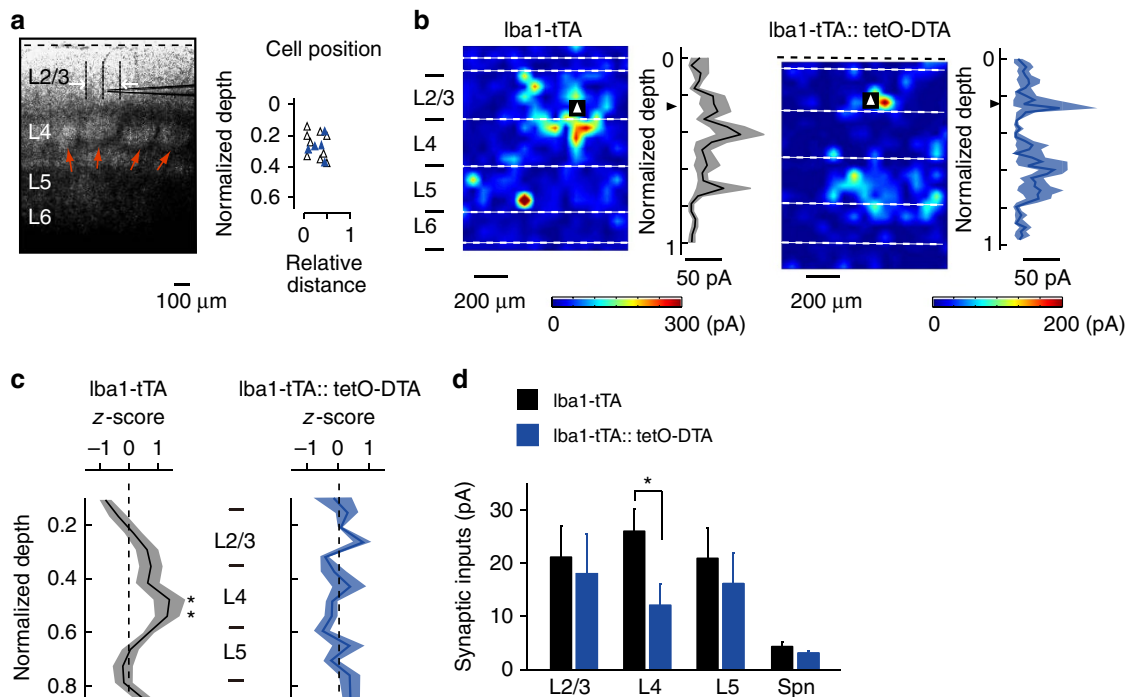 a
L2/3
L4
L5
L6
100 μm
Cell position
Normalized depth
0
0.2
0.4
0.6
0 1
Relative
distance
b
Iba1-tTA
L2/3
L4
L5
L6
200 μm
0 300 (pA)
Normalized depth
0
1
50 pA
Iba1-tTA:: tetO-DTA
200 μm
0 200 (pA)
Normalized depth
0
1
50 pA
c
Iba1-tTA
z-score
–1 0 1
Normalized depth
0.2
0.4
0.6
0.8
*
*
L2/3
L4
L5
Iba1-tTA:: tetO-DTA
z-score
–1 0 1
d
Iba1-tTA
Iba1-tTA:: tetO-DTA
Synaptic inputs (pA)
30
20
10
0
*
L2/3 L4 L5 Spn